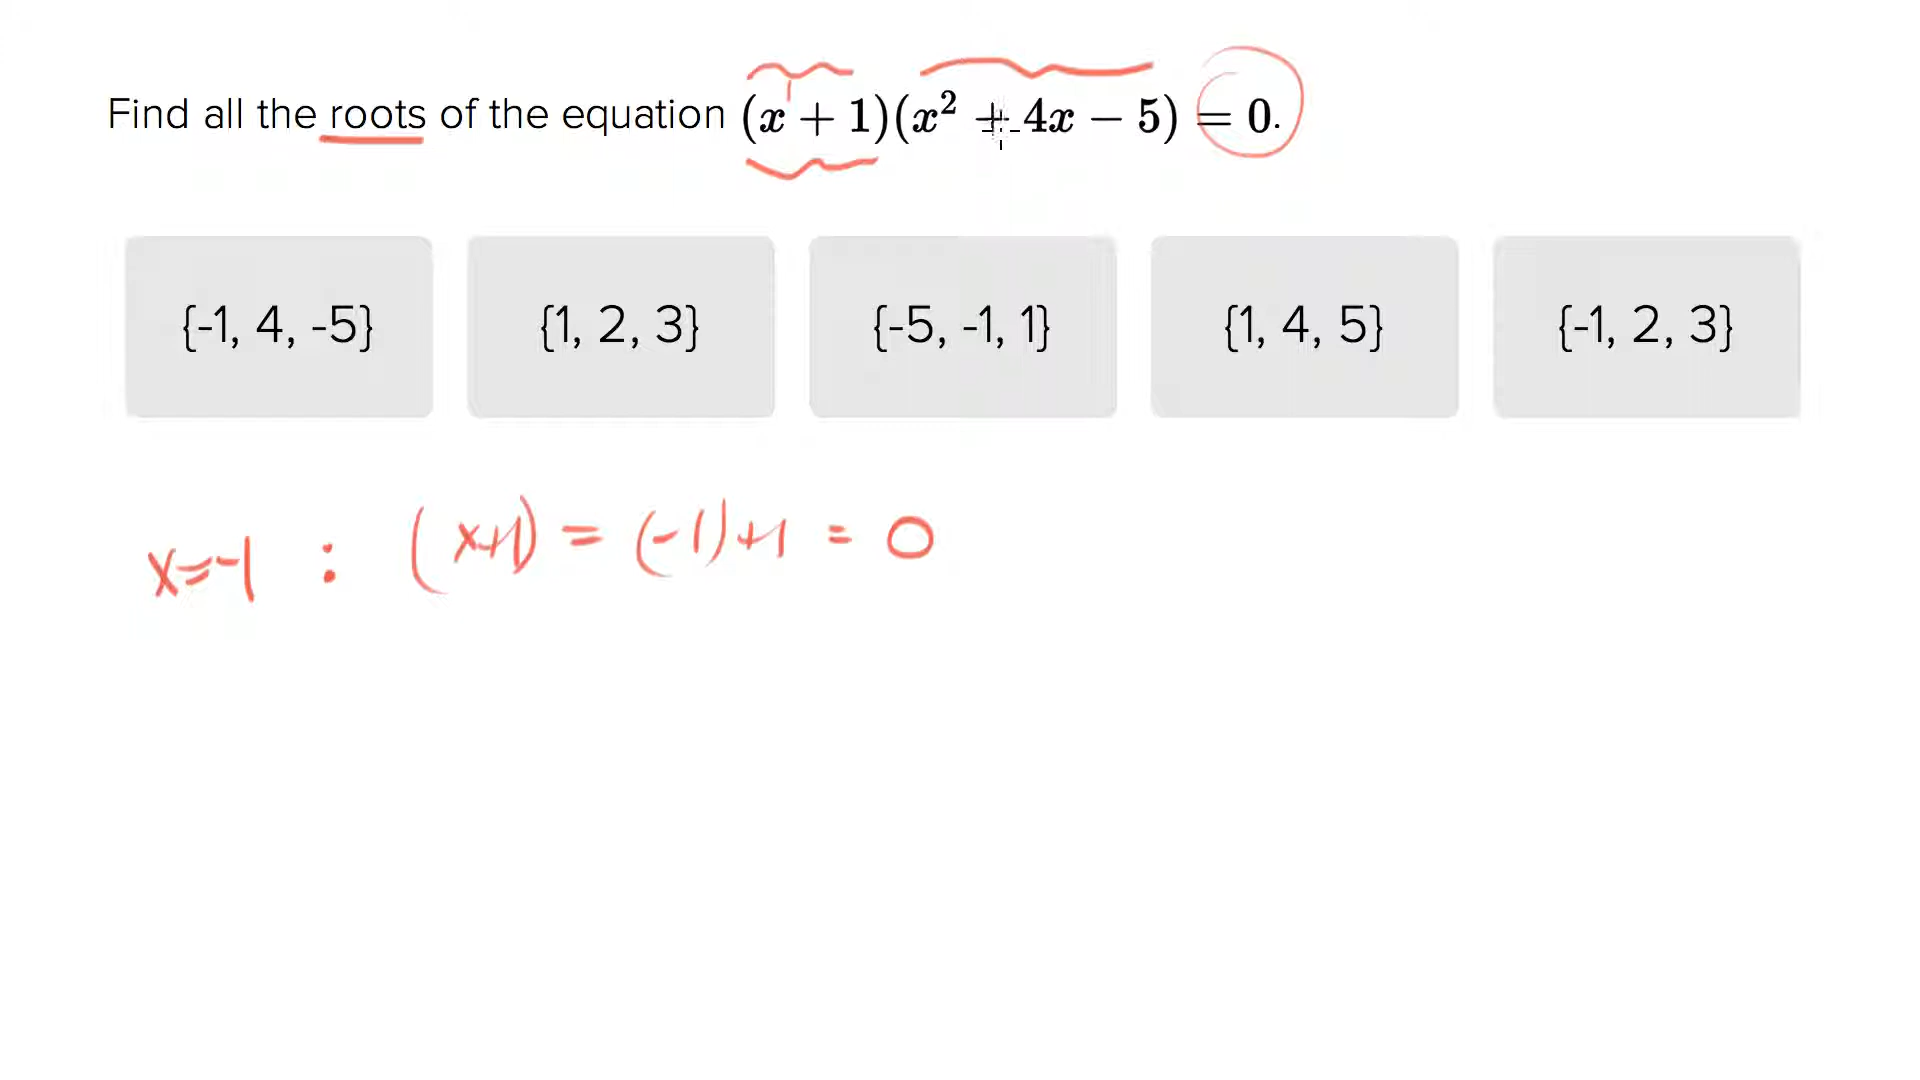 Find all the roots of the equation (x + 1)(x² + 4x − 5) = 0.
{-1, 4, -5} {1, 2, 3} {-5, -1, 1} {1, 4, 5} {-1, 2, 3}
x=-1 : (x+1) = (-1)+1 = 0